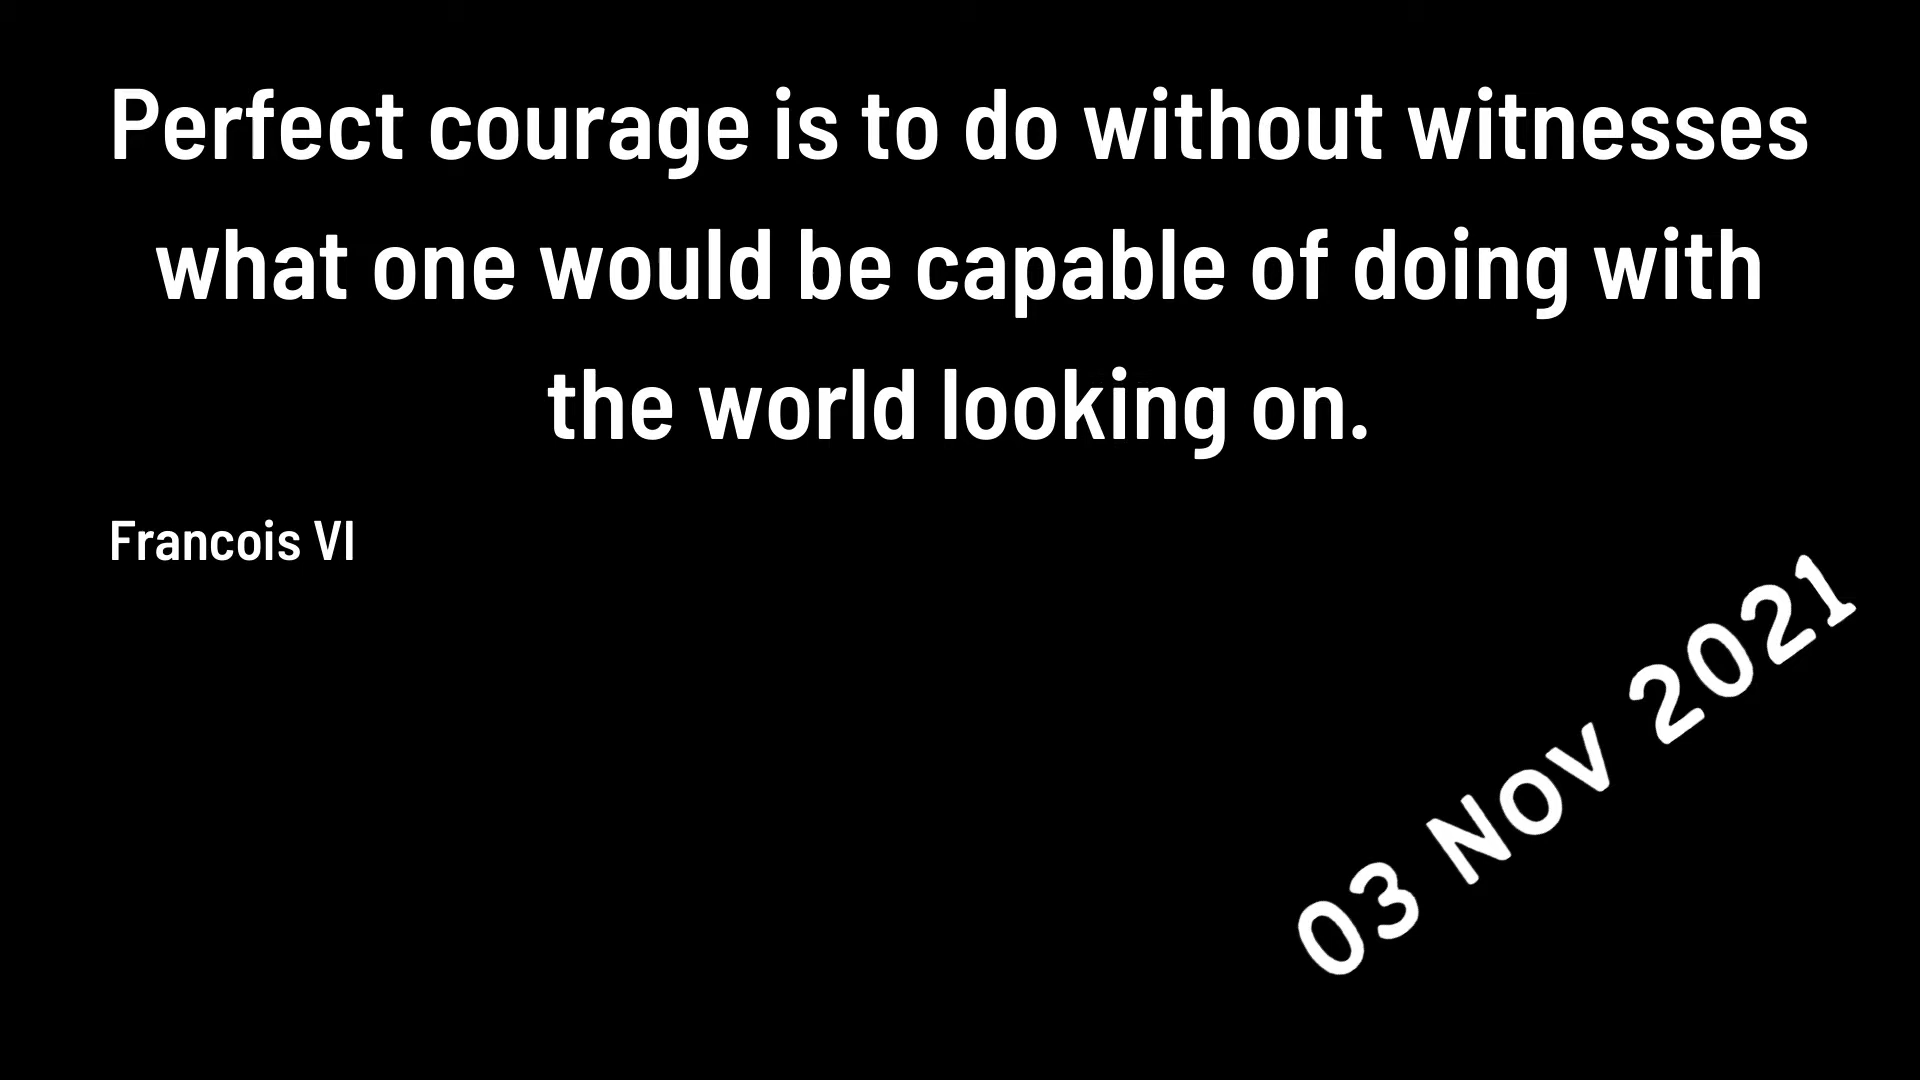 Perfect courage is to do without witnesses
what one would be capable of doing with
the world looking on.
Francois VI
03 Nov 2021